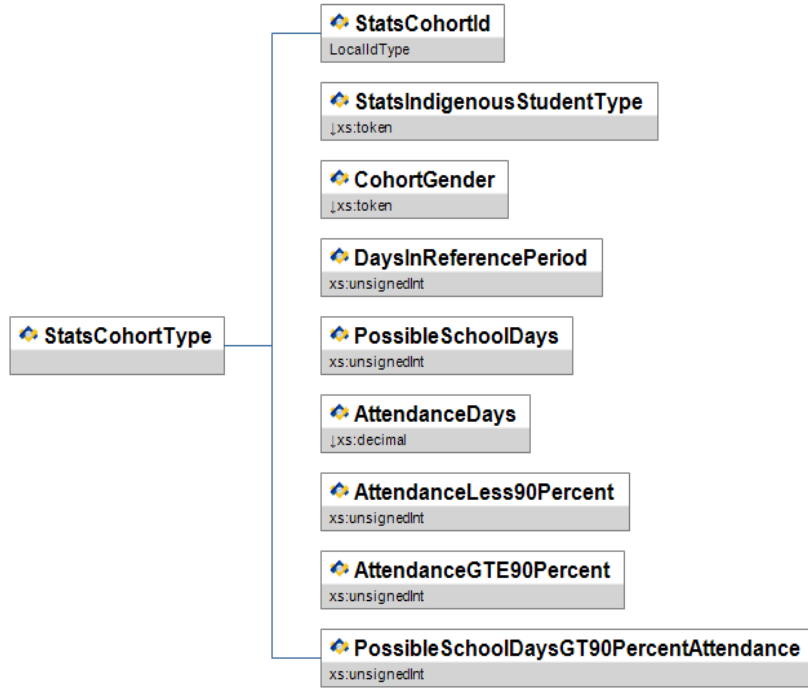 StatsCohortId
LocalIdType
StatsIndigenousStudentType
↓xs:token
CohortGender
↓xs:token
DaysInReferencePeriod
xs:unsignedInt
StatsCohortType
PossibleSchoolDays
xs:unsignedInt
AttendanceDays
↓xs:decimal
AttendanceLess90Percent
xs:unsignedInt
AttendanceGTE90Percent
xs:unsignedInt
PossibleSchoolDaysGT90PercentAttendance
xs:unsignedInt